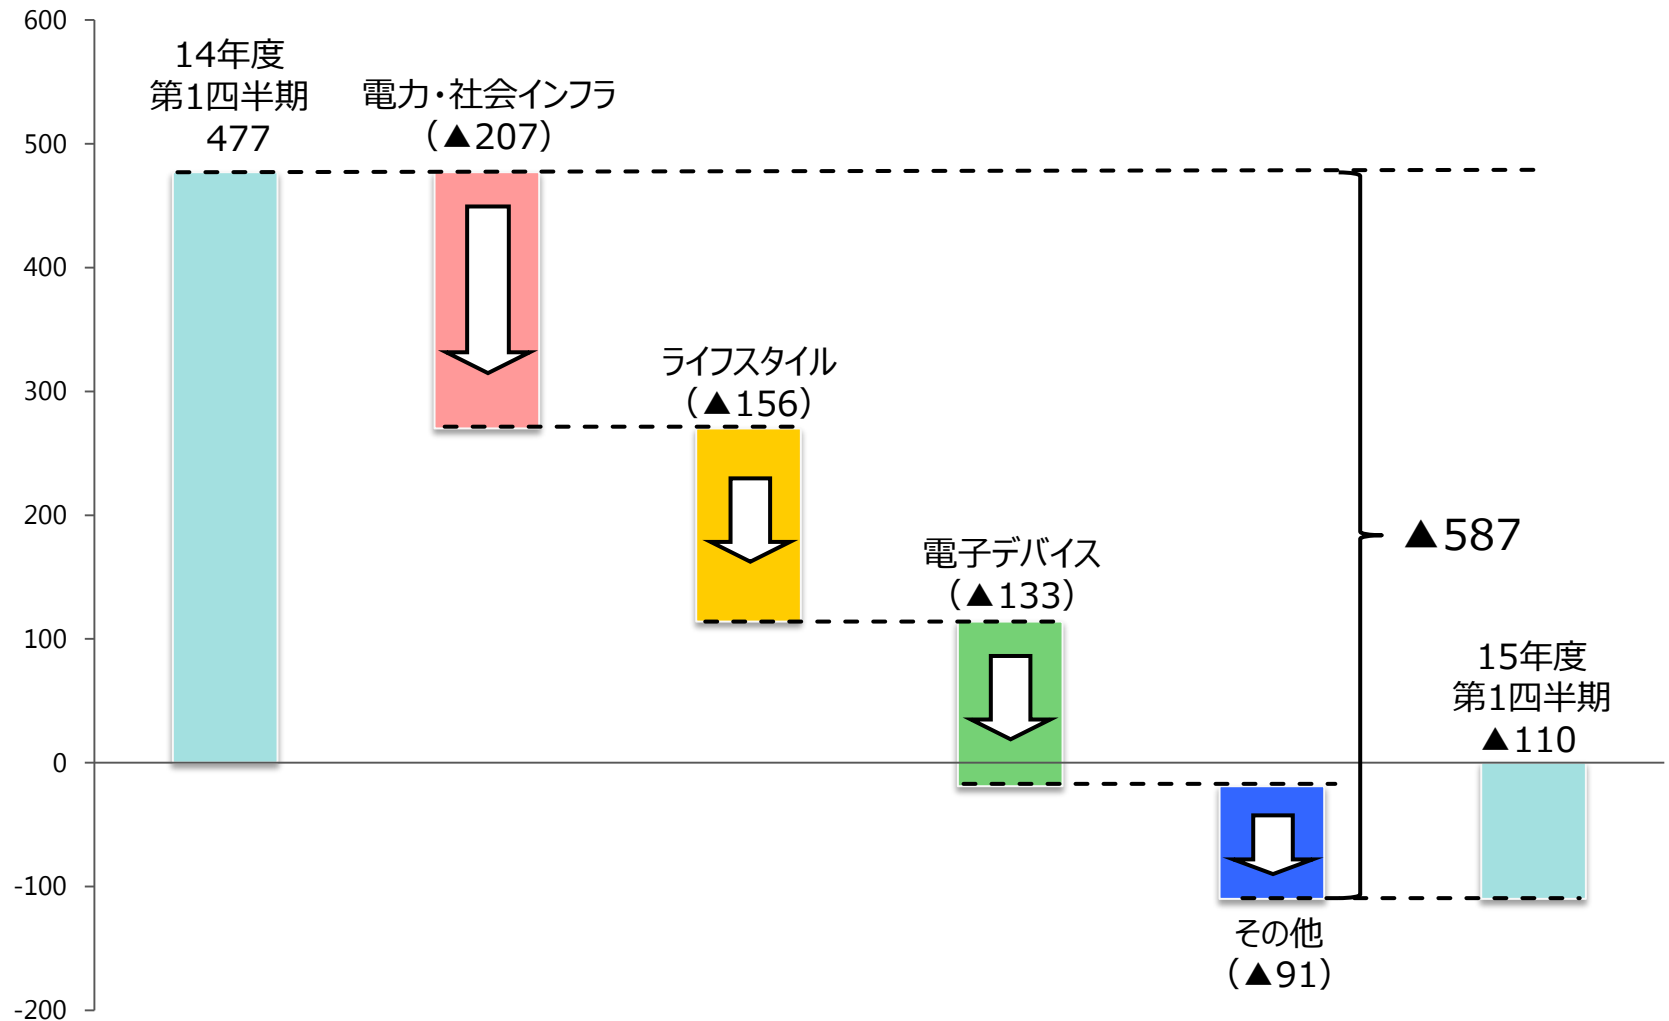 600
500
400
300
200
100
0
-100
-200
14年度
第1四半期
477
電力・社会インフラ
(▲207)
ライフスタイル
(▲156)
電子デバイス
(▲133)
その他
(▲91)
▲587
15年度
第1四半期
▲110